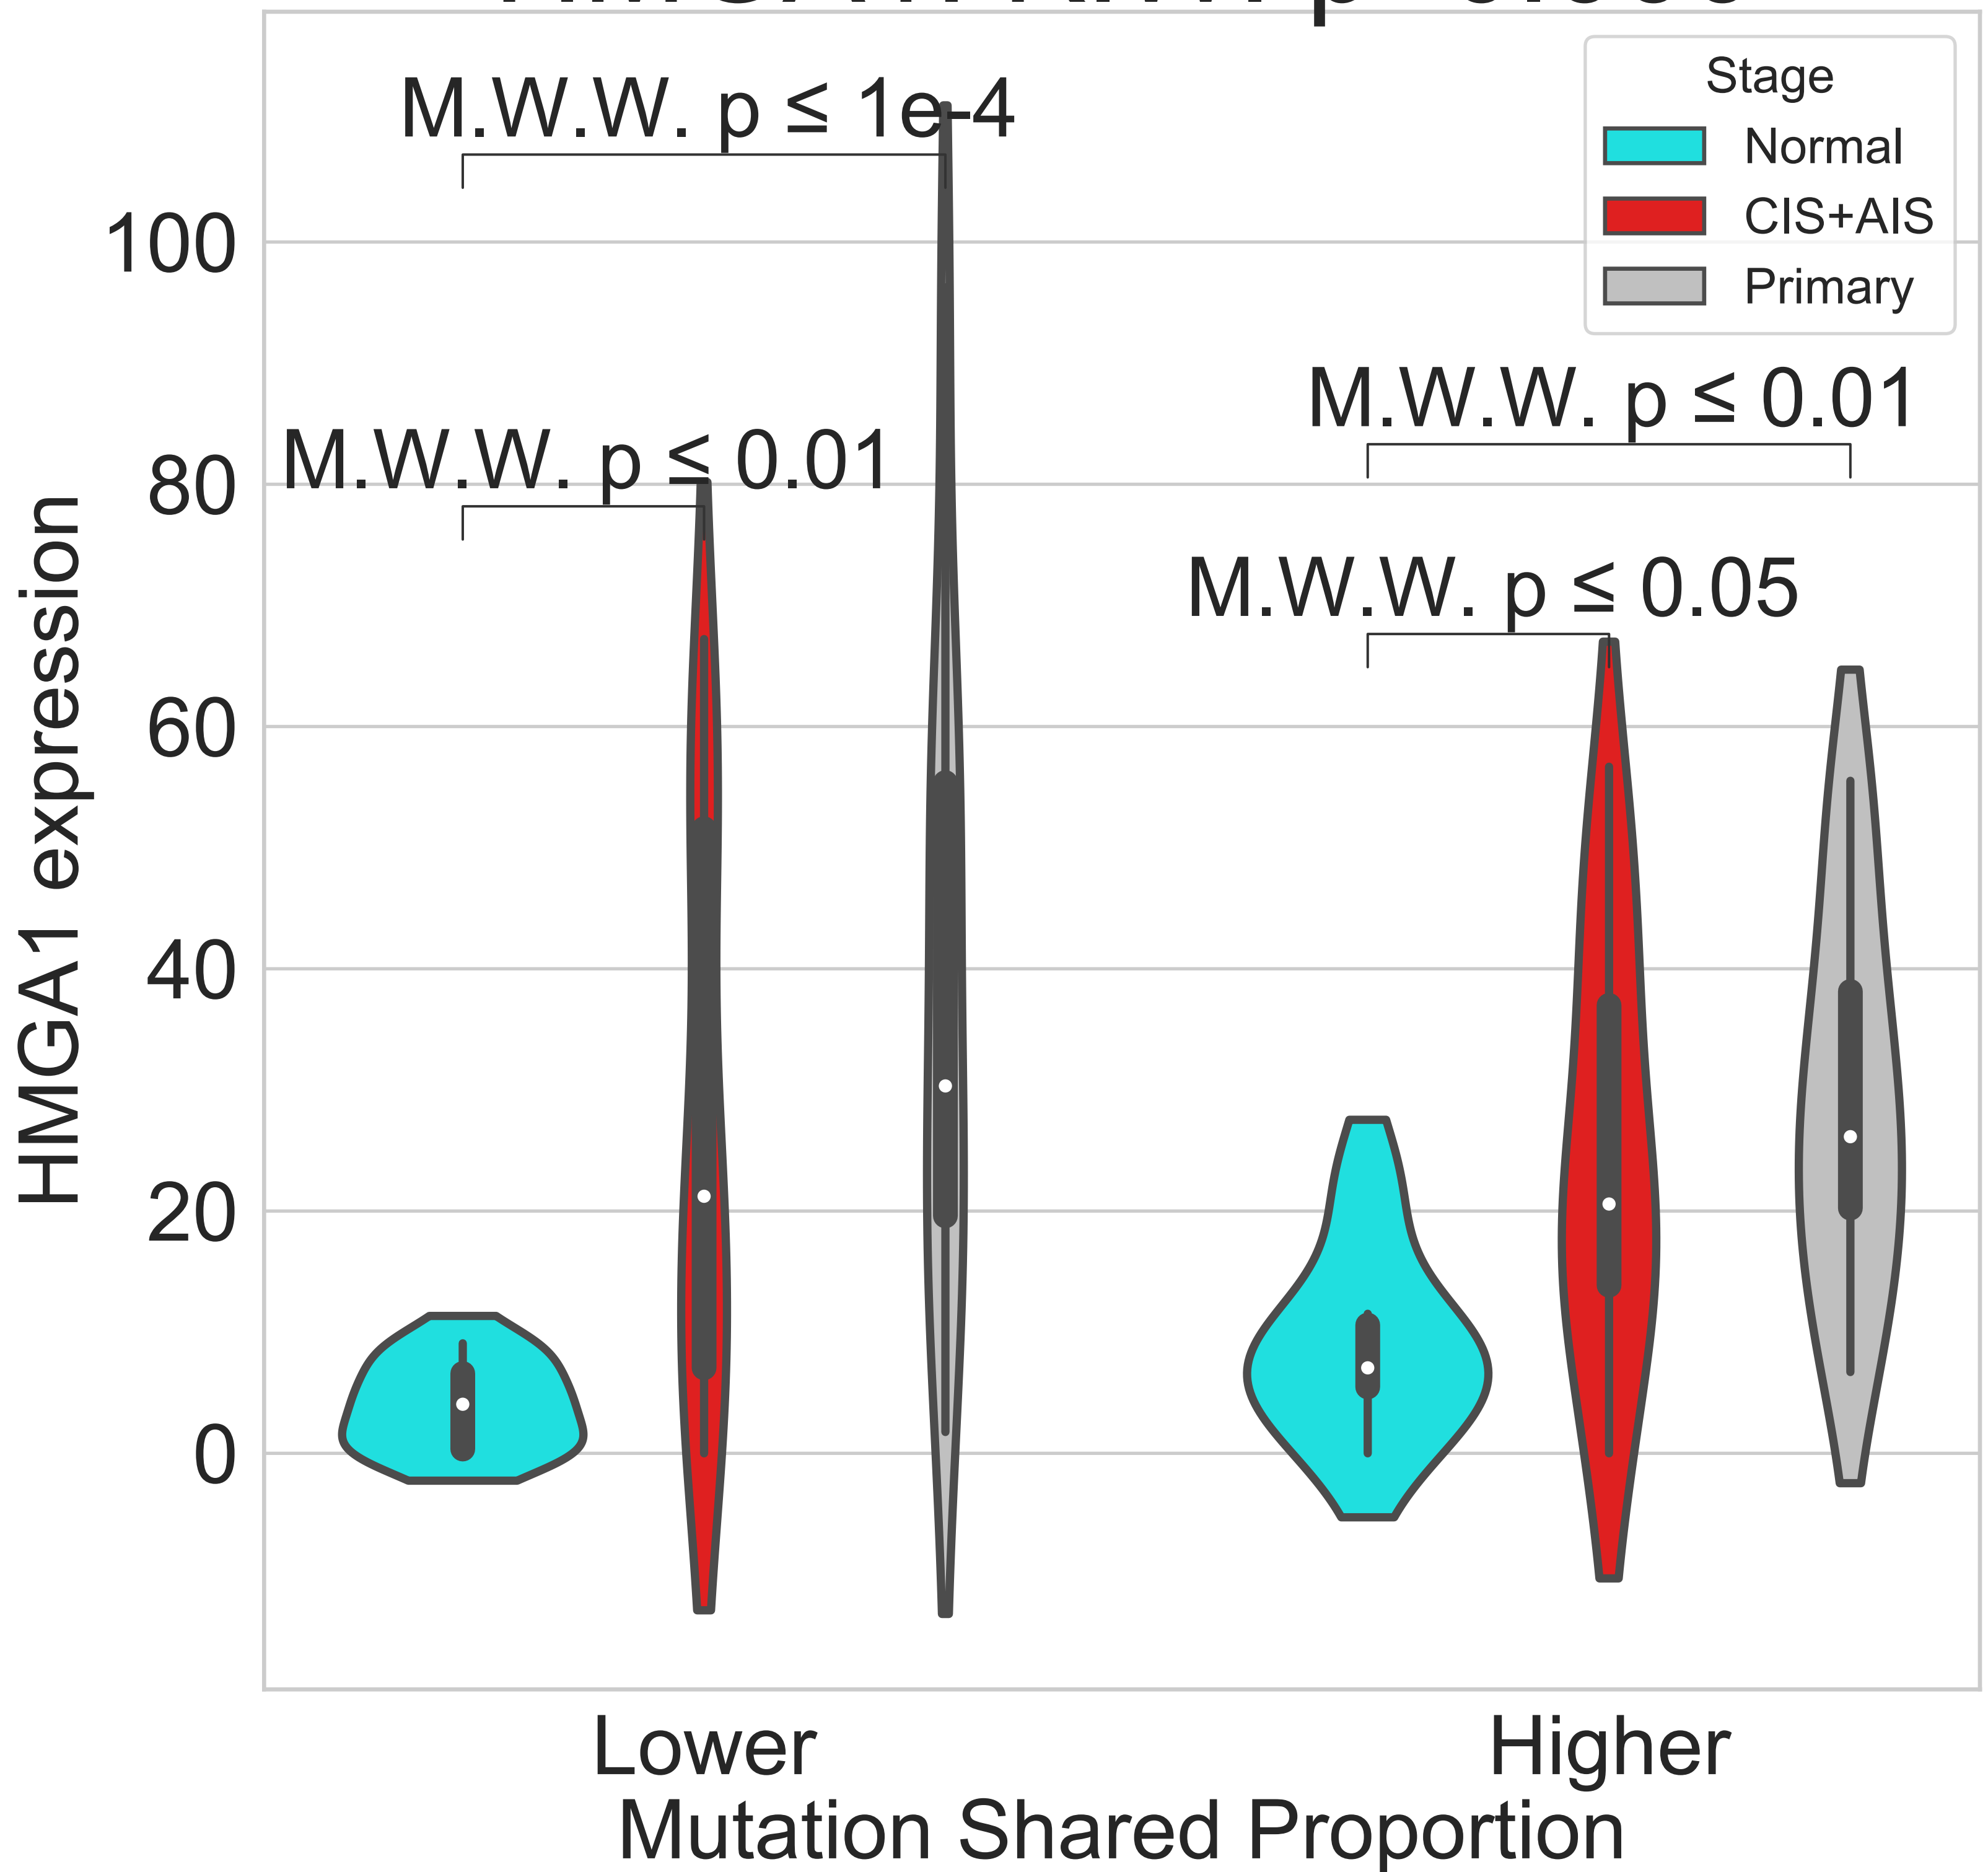 M.W.W. p ≤ 1e-4
Stage
Normal
CIS+AIS
Primary
100
M.W.W. p ≤ 0.01
M.W.W. p ≤ 0.01
80
M.W.W. p ≤ 0.05
60
40
20
0
HMGA1 expression
Lower
Higher
Mutation Shared Proportion